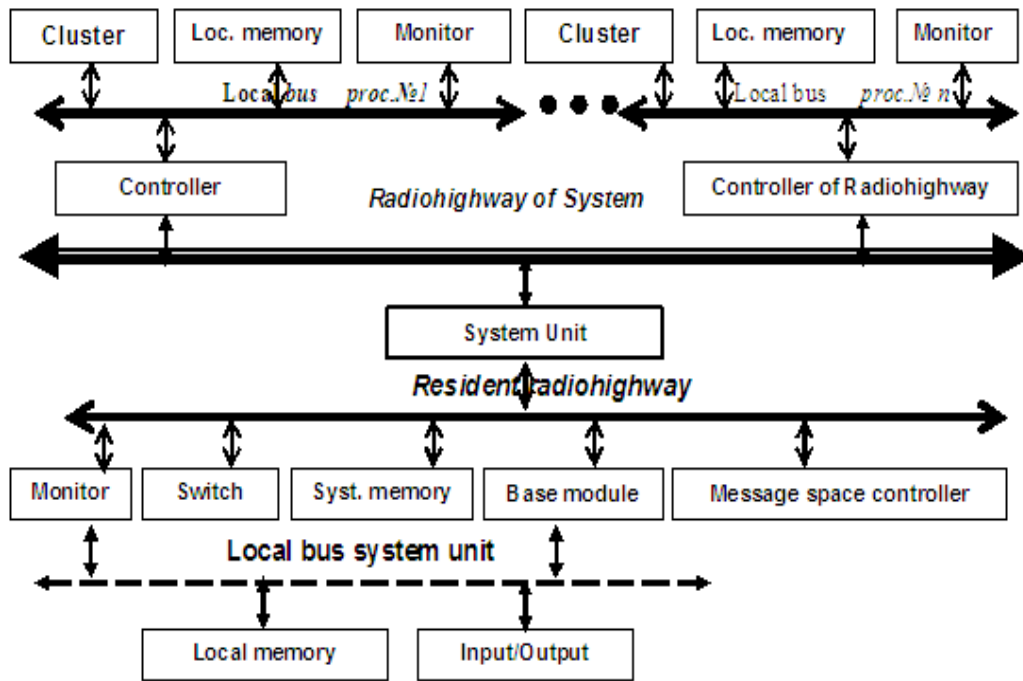 Cluster Loc. memory Monitor Cluster Loc. memory Monitor
Local bus proc.№1 Local bus proc.№ n
Controller Controller of Radiohighway
Radiohighway of System
System Unit
Resident radiohighway
Monitor Switch Syst. memory Base module Message space controller
Local bus system unit
Local memory Input/Output